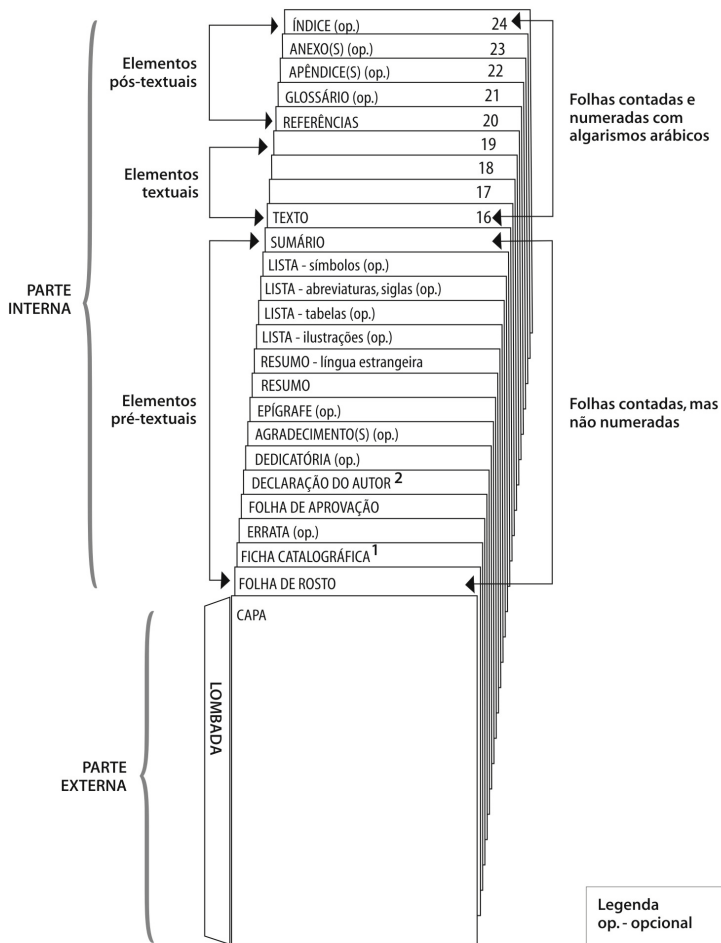 ÍNDICE (op.) 24
ANEXO(S) (op.) 23
APÊNDICE(S) (op.) 22
GLOSSÁRIO (op.) 21
REFERÊNCIAS 20
19
18
17
TEXTO 16
SUMÁRIO
LISTA - símbolos (op.)
LISTA - abreviaturas, siglas (op.)
LISTA - tabelas (op.)
LISTA - ilustrações (op.)
RESUMO - língua estrangeira
RESUMO
EPÍGRAFE (op.)
AGRADECIMENTO(S) (op.)
DEDICATÓRIA (op.)
DECLARAÇÃO DO AUTOR 2
FOLHA DE APROVAÇÃO
ERRATA (op.)
FICHA CATALOGRÁFICA 1
FOLHA DE ROSTO
CAPA
LOMBADA
Elementos
pós-textuais
Elementos
textuais
Elementos
pré-textuais
PARTE
INTERNA
PARTE
EXTERNA
Folhas contadas e
numeradas com
algarismos arábicos
Folhas contadas, mas
não numeradas
Legenda
op. - opcional